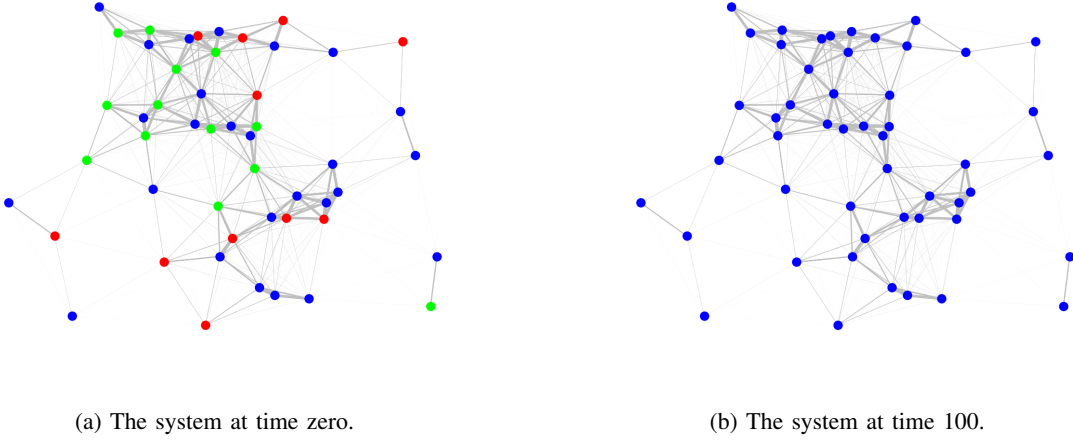 (a) The system at time zero.
(b) The system at time 100.